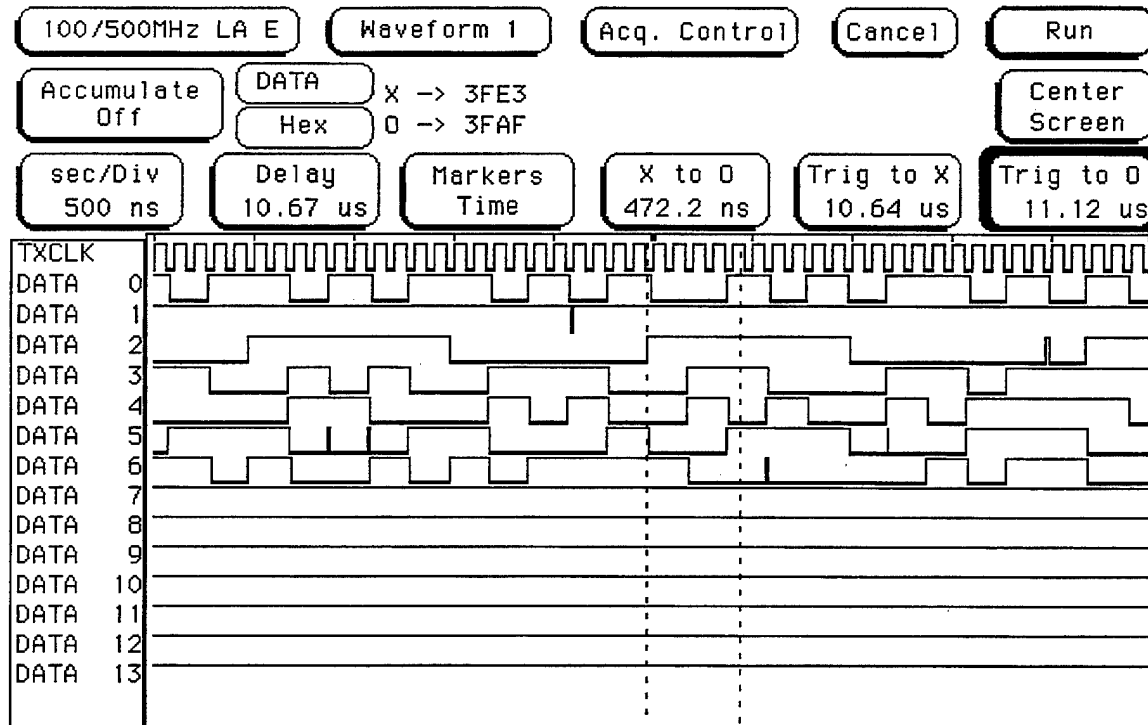 100/500MHz LA E Waveform 1 Acq. Control Cancel Run
Accumulate Off DATA X -> 3FE3 Center Screen
Hex O -> 3FAF
sec/Div Delay Markers X to O Trig to X Trig to O
500 ns 10.67 us Time 472.2 ns 10.64 us 11.12 us
TXCLK
DATA 0
DATA 1
DATA 2
DATA 3
DATA 4
DATA 5
DATA 6
DATA 7
DATA 8
DATA 9
DATA 10
DATA 11
DATA 12
DATA 13